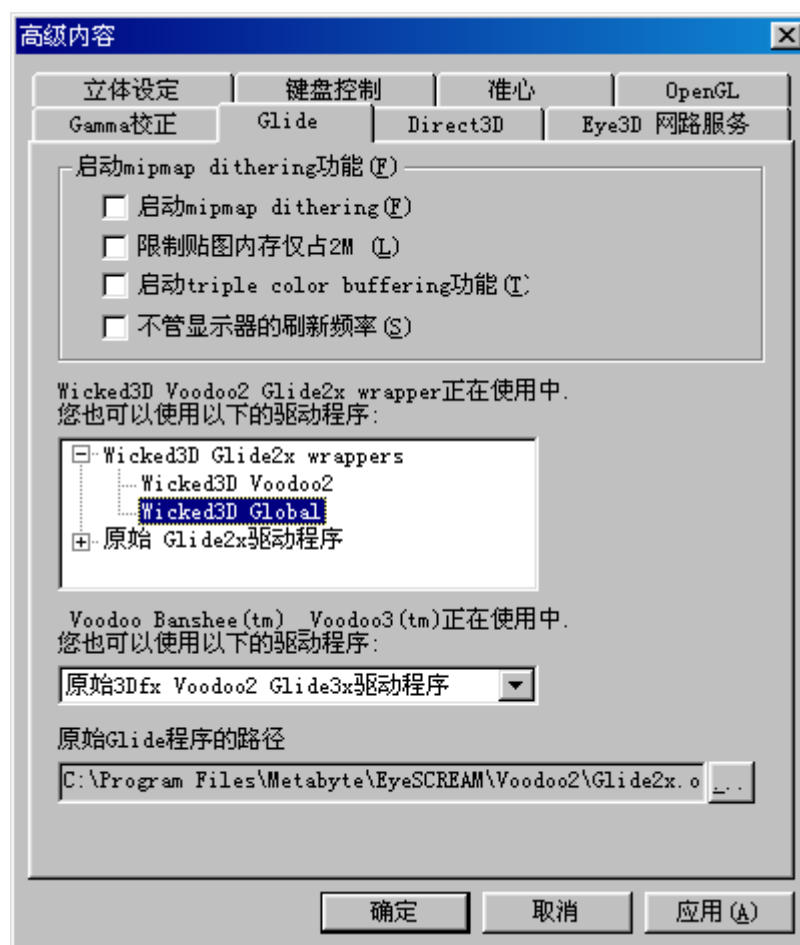 高级内容
立体设定 键盘控制 准心 OpenGL
Gamma校正 Glide Direct3D Eye3D 网路服务
启动mipmap dithering功能(F)
启动mipmap dithering(F)
限制贴图内存仅占2M (L)
启动triple color buffering功能(T)
不管显示器的刷新频率(S)
Wicked3D Voodoo2 Glide2x wrapper正在使用中.
您也可以使用以下的驱动程序:
Wicked3D Glide2x wrappers
Wicked3D Voodoo2
Wicked3D Global
原始 Glide2x驱动程序
Voodoo Banshee(tm) _Voodoo3(tm)正在使用中.
您也可以使用以下的驱动程序:
原始3Dfx Voodoo2 Glide3x驱动程序
原始Glide程序的路径
C:\Program Files\Metabyte\EyeSCREAM\Voodoo2\Glide2x.o ...
确定 取消 应用(A)